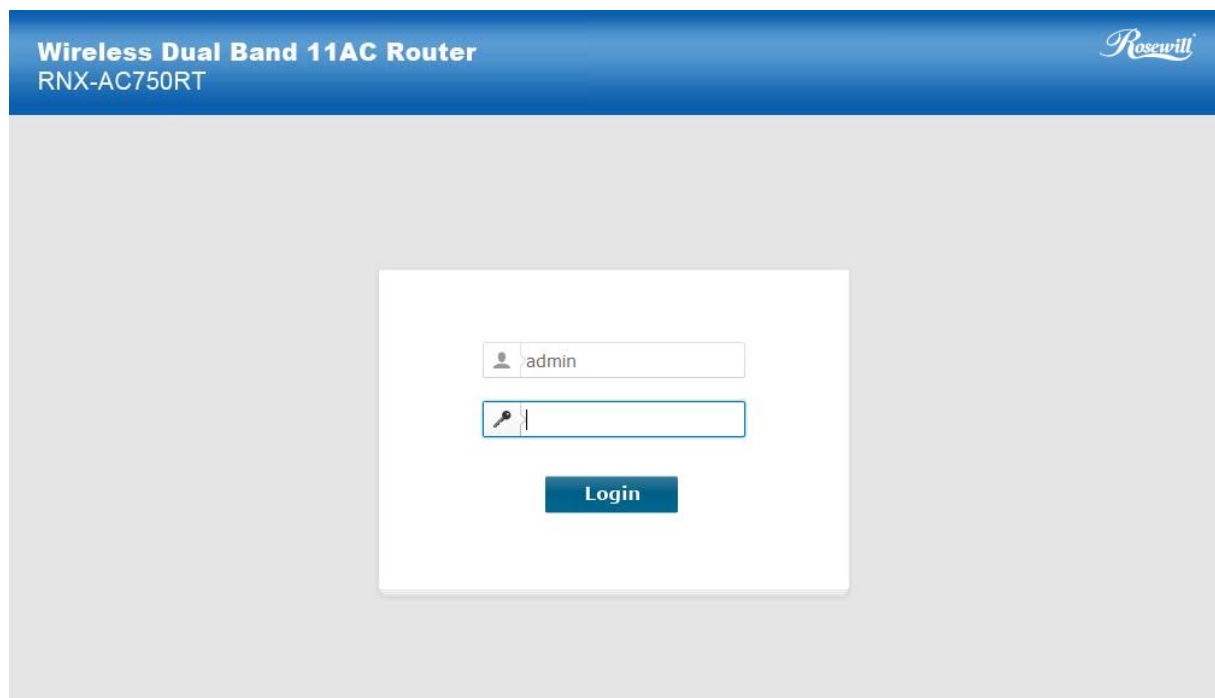 Wireless Dual Band 11AC Router
RNX-AC750RT
Rosewill
admin
Login